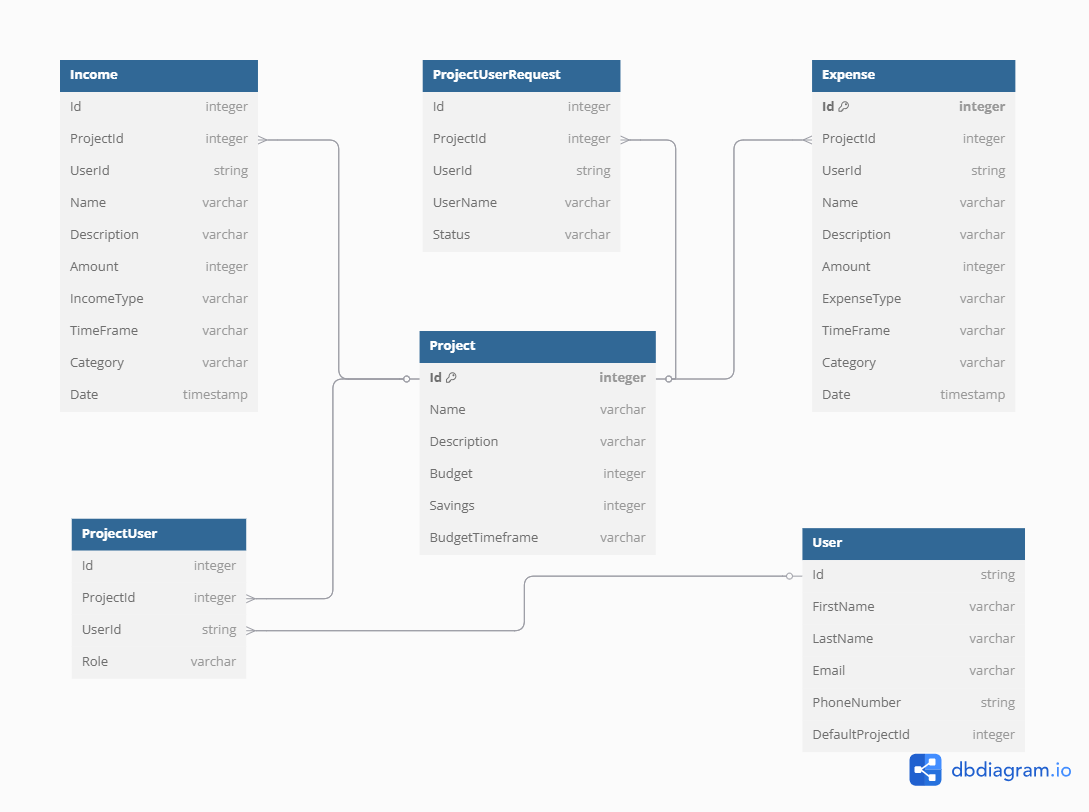 Income
Id integer
ProjectId integer
UserId string
Name varchar
Description varchar
Amount integer
IncomeType varchar
TimeFrame varchar
Category varchar
Date timestamp
ProjectUserRequest
Id integer
ProjectId integer
UserId string
UserName varchar
Status varchar
Expense
Id integer
ProjectId integer
UserId string
Name varchar
Description varchar
Amount integer
ExpenseType varchar
TimeFrame varchar
Category varchar
Date timestamp
Project
Id integer
Name varchar
Description varchar
Budget integer
Savings integer
BudgetTimeframe varchar
ProjectUser
Id integer
ProjectId integer
UserId string
Role varchar
User
Id string
FirstName varchar
LastName varchar
Email varchar
PhoneNumber string
DefaultProjectId integer
dbdiagram.io